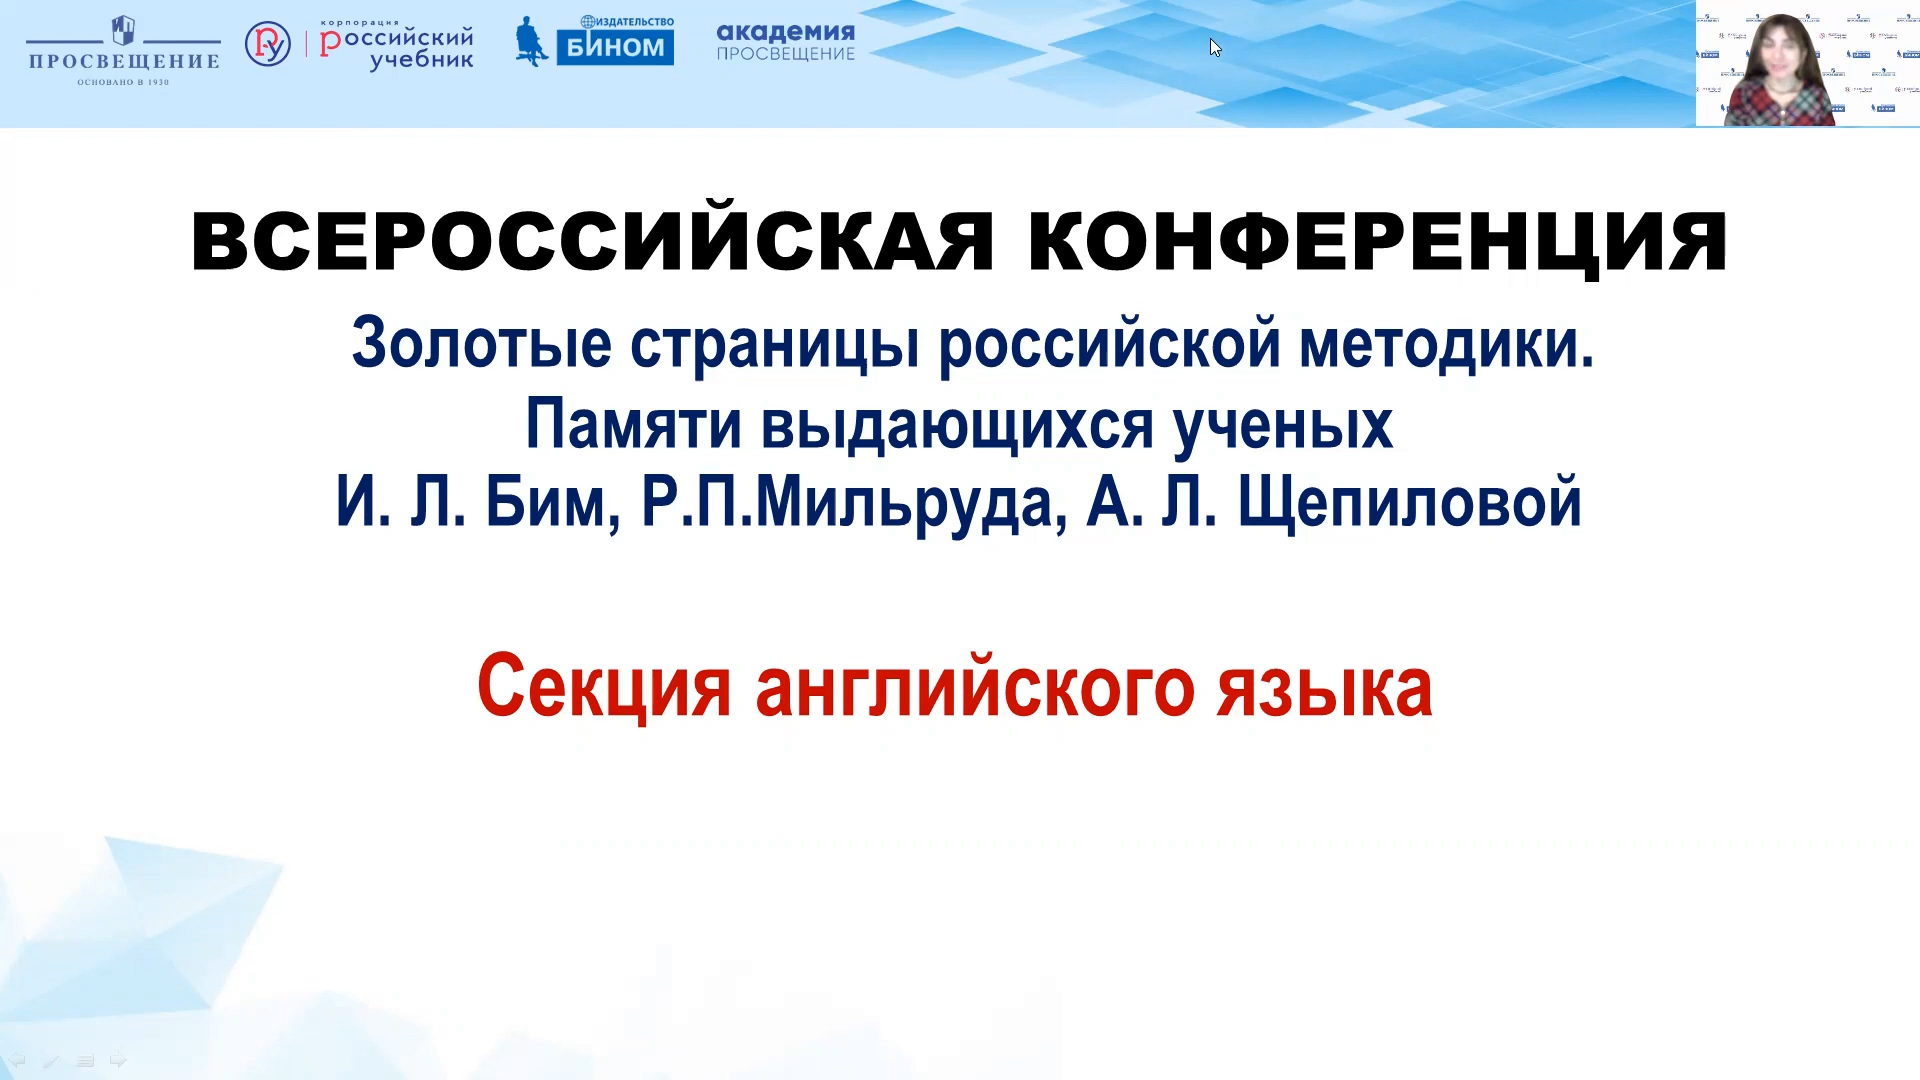 ПРОСВЕЩЕНИЕ
ОСНОВАНО В 1930
РУ
корпорация
российский
учебник
ИЗДАТЕЛЬСТВО
БИНОМ
академия
ПРОСВЕЩЕНИЕ
ВСЕРОССИЙСКАЯ КОНФЕРЕНЦИЯ
Золотые страницы российской методики.
Памяти выдающихся ученых
И. Л. Бим, Р.П.Мильруда, А. Л. Щепиловой
Секция английского языка